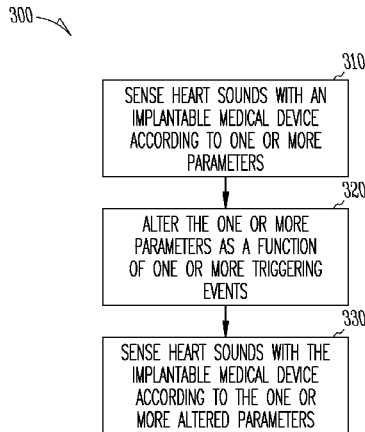 300
310
SENSE HEART SOUNDS WITH AN
IMPLANTABLE MEDICAL DEVICE
ACCORDING TO ONE OR MORE
PARAMETERS
320
ALTER THE ONE OR MORE
PARAMETERS AS A FUNCTION
OF ONE OR MORE TRIGGERING
EVENTS
330
SENSE HEART SOUNDS WITH THE
IMPLANTABLE MEDICAL DEVICE
ACCORDING TO THE ONE OR
MORE ALTERED PARAMETERS